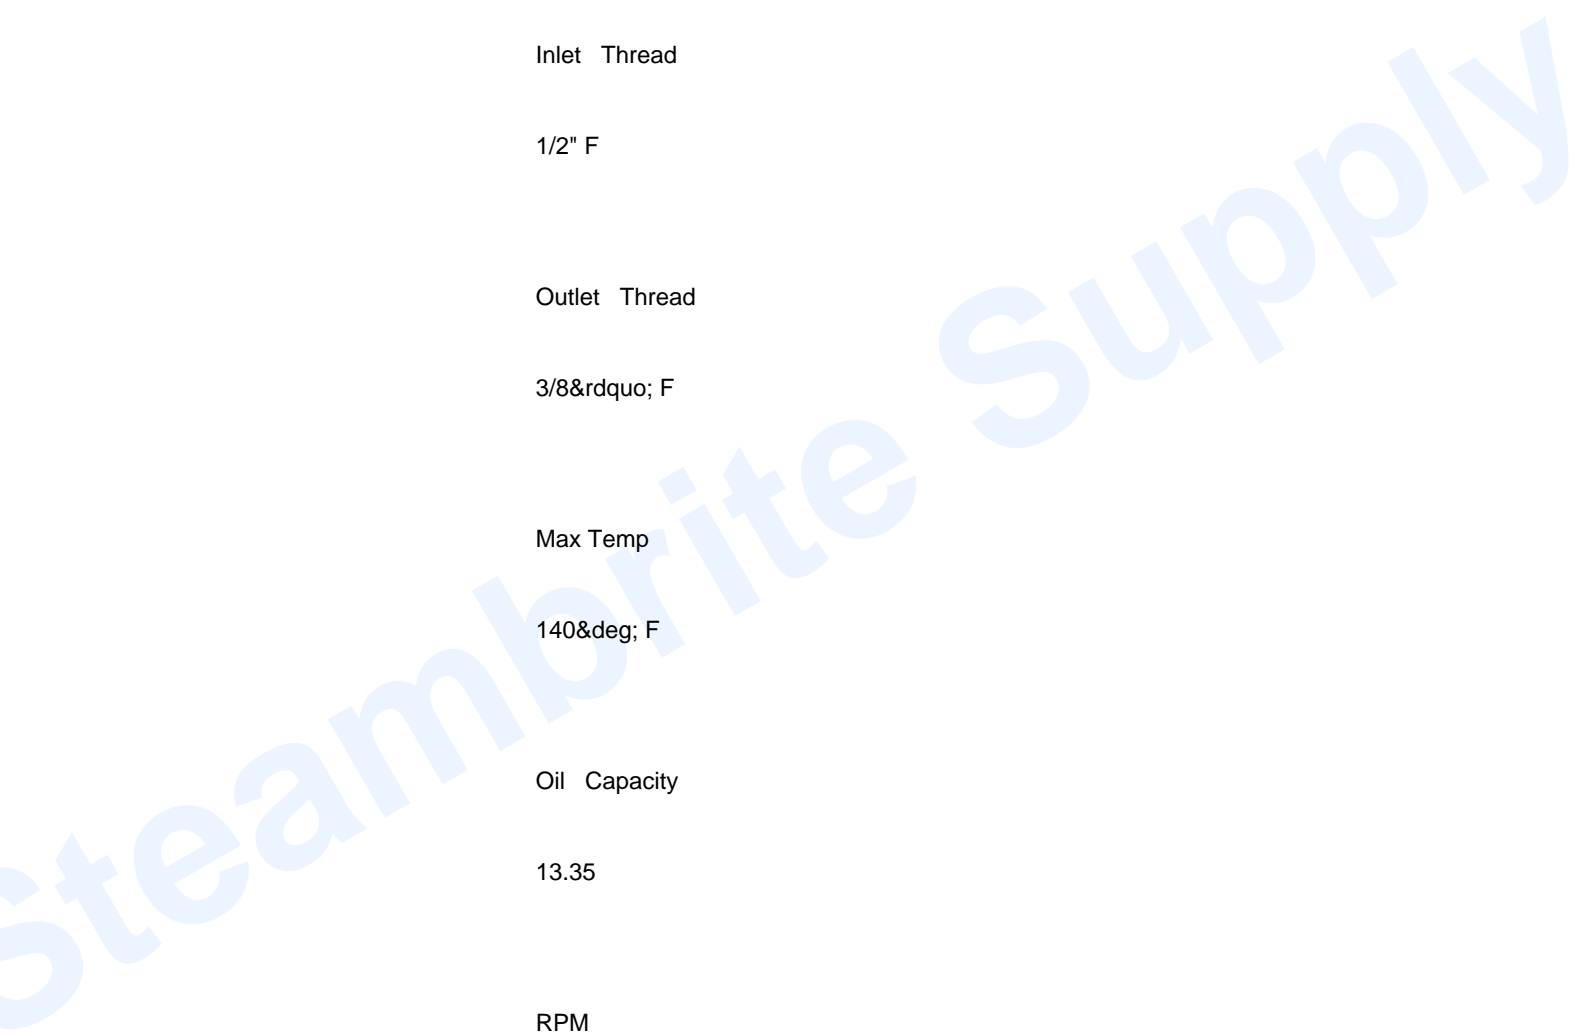 Inlet   Thread
1/2" F
Outlet   Thread
3/8&rdquo; F
Max Temp
140&deg; F
Oil   Capacity
13.35
RPM
Steambrite Supply